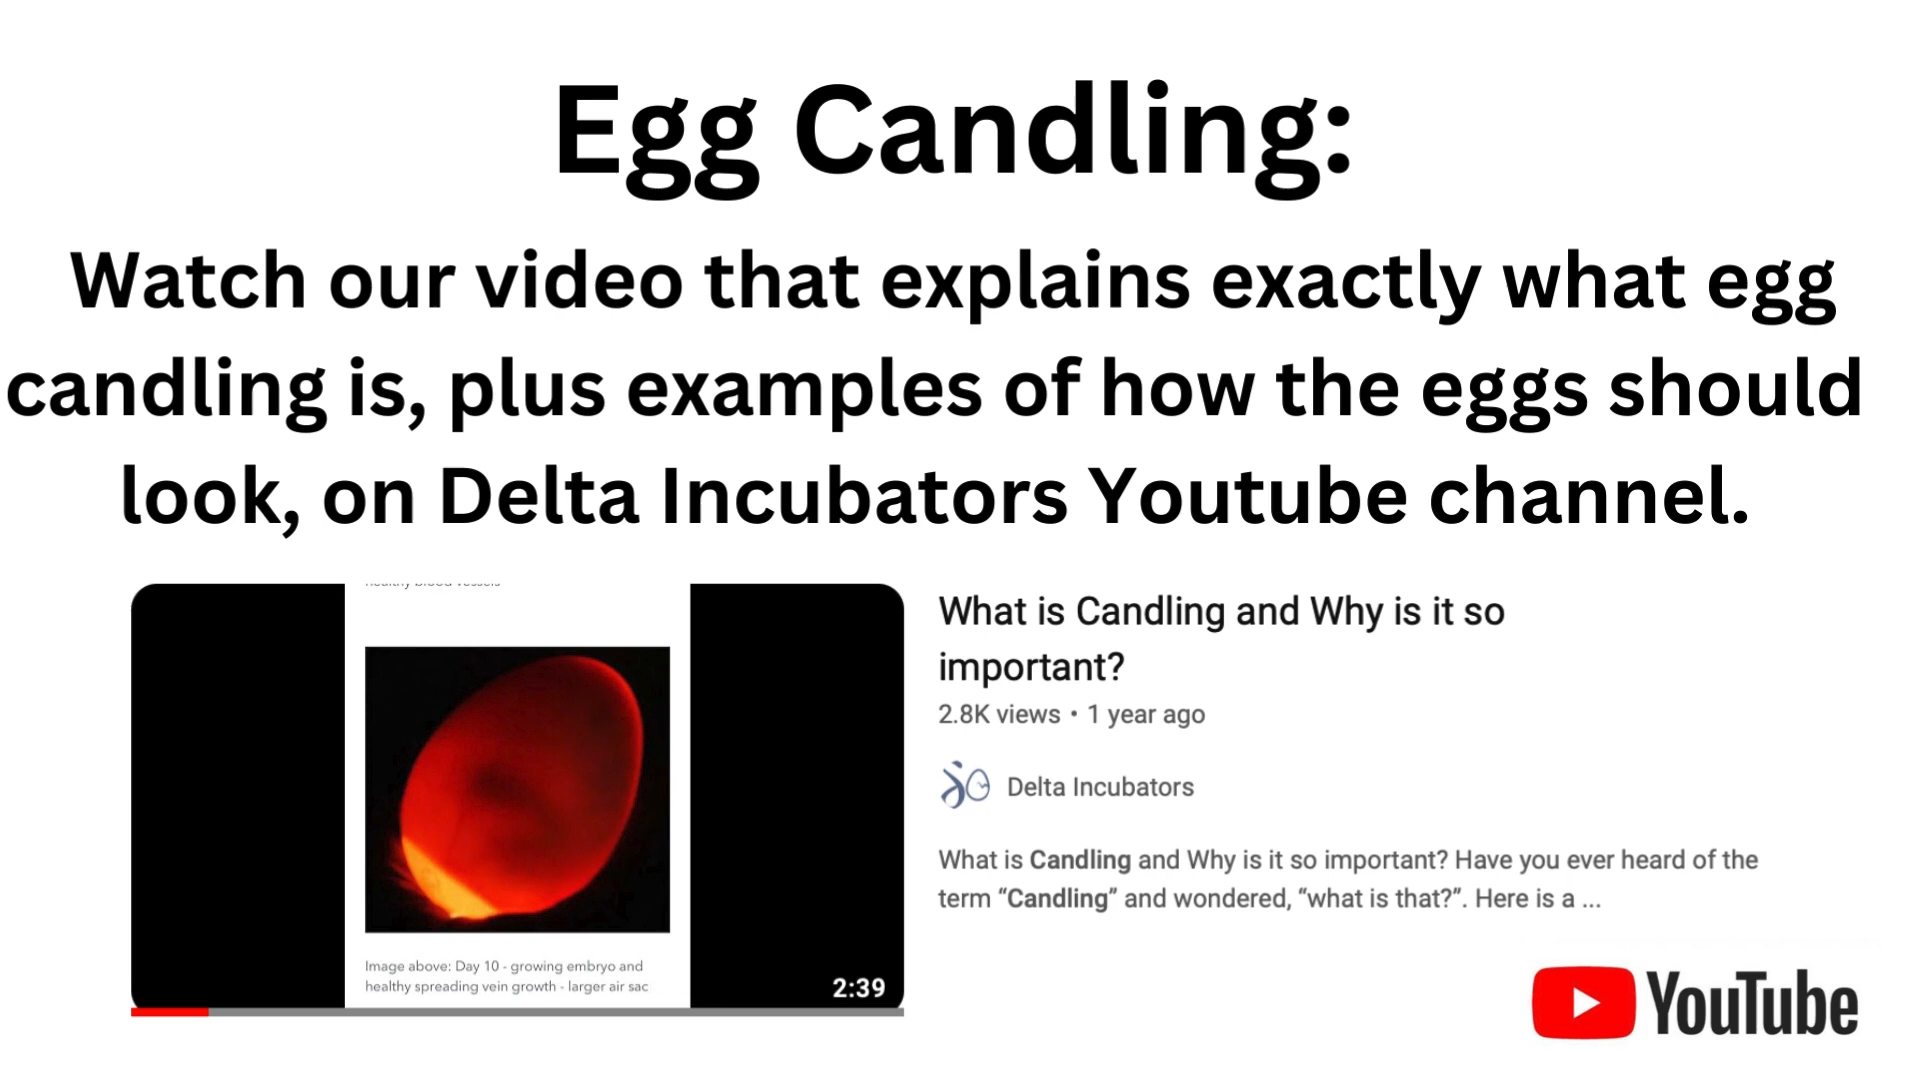 Egg Candling:
Watch our video that explains exactly what egg
candling is, plus examples of how the eggs should
look, on Delta Incubators Youtube channel.
healthy blood vessels
Image above: Day 10 - growing embryo and
healthy spreading vein growth - larger air sac
2:39
What is Candling and Why is it so
important?
2.8K views • 1 year ago
Delta Incubators
What is Candling and Why is it so important? Have you ever heard of the
term “Candling” and wondered, “what is that?”. Here is a ...
YouTube